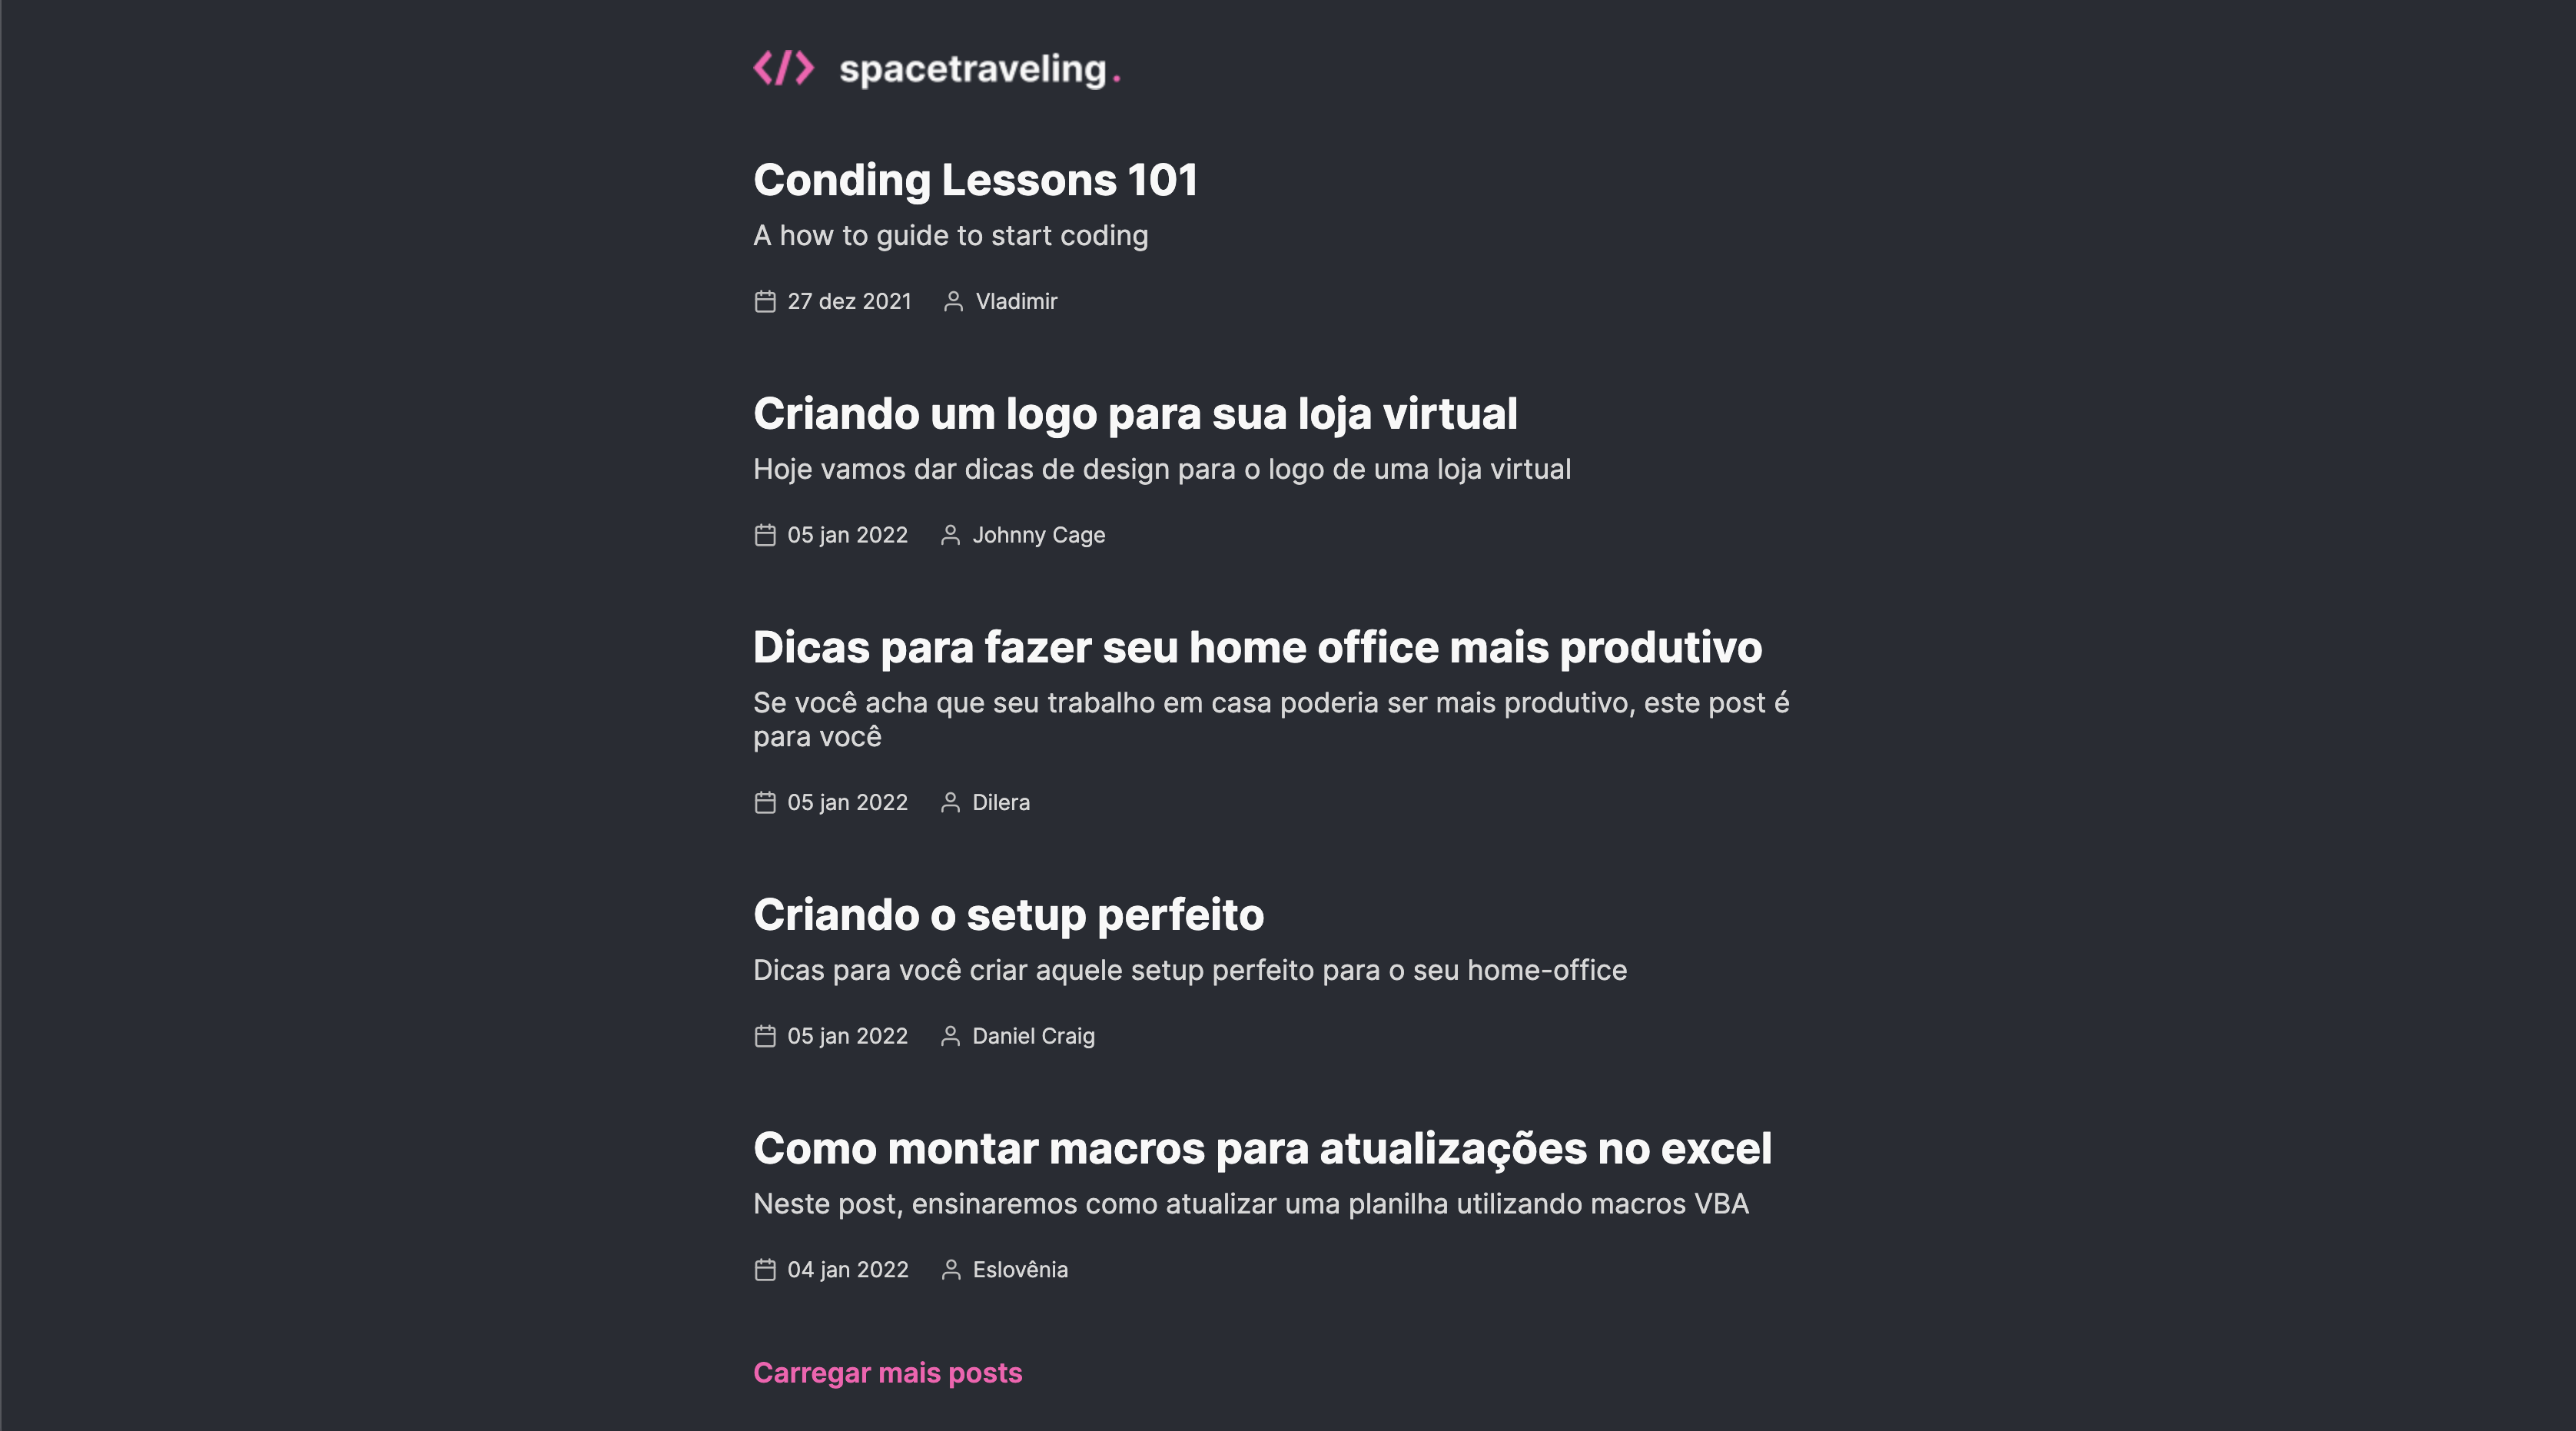 </> spacetraveling.
Conding Lessons 101
A how to guide to start coding
27 dez 2021 Vladimir
Criando um logo para sua loja virtual
Hoje vamos dar dicas de design para o logo de uma loja virtual
05 jan 2022 Johnny Cage
Dicas para fazer seu home office mais produtivo
Se você acha que seu trabalho em casa poderia ser mais produtivo, este post é
para você
05 jan 2022 Dilera
Criando o setup perfeito
Dicas para você criar aquele setup perfeito para o seu home-office
05 jan 2022 Daniel Craig
Como montar macros para atualizações no excel
Neste post, ensinaremos como atualizar uma planilha utilizando macros VBA
04 jan 2022 Eslovênia
Carregar mais posts